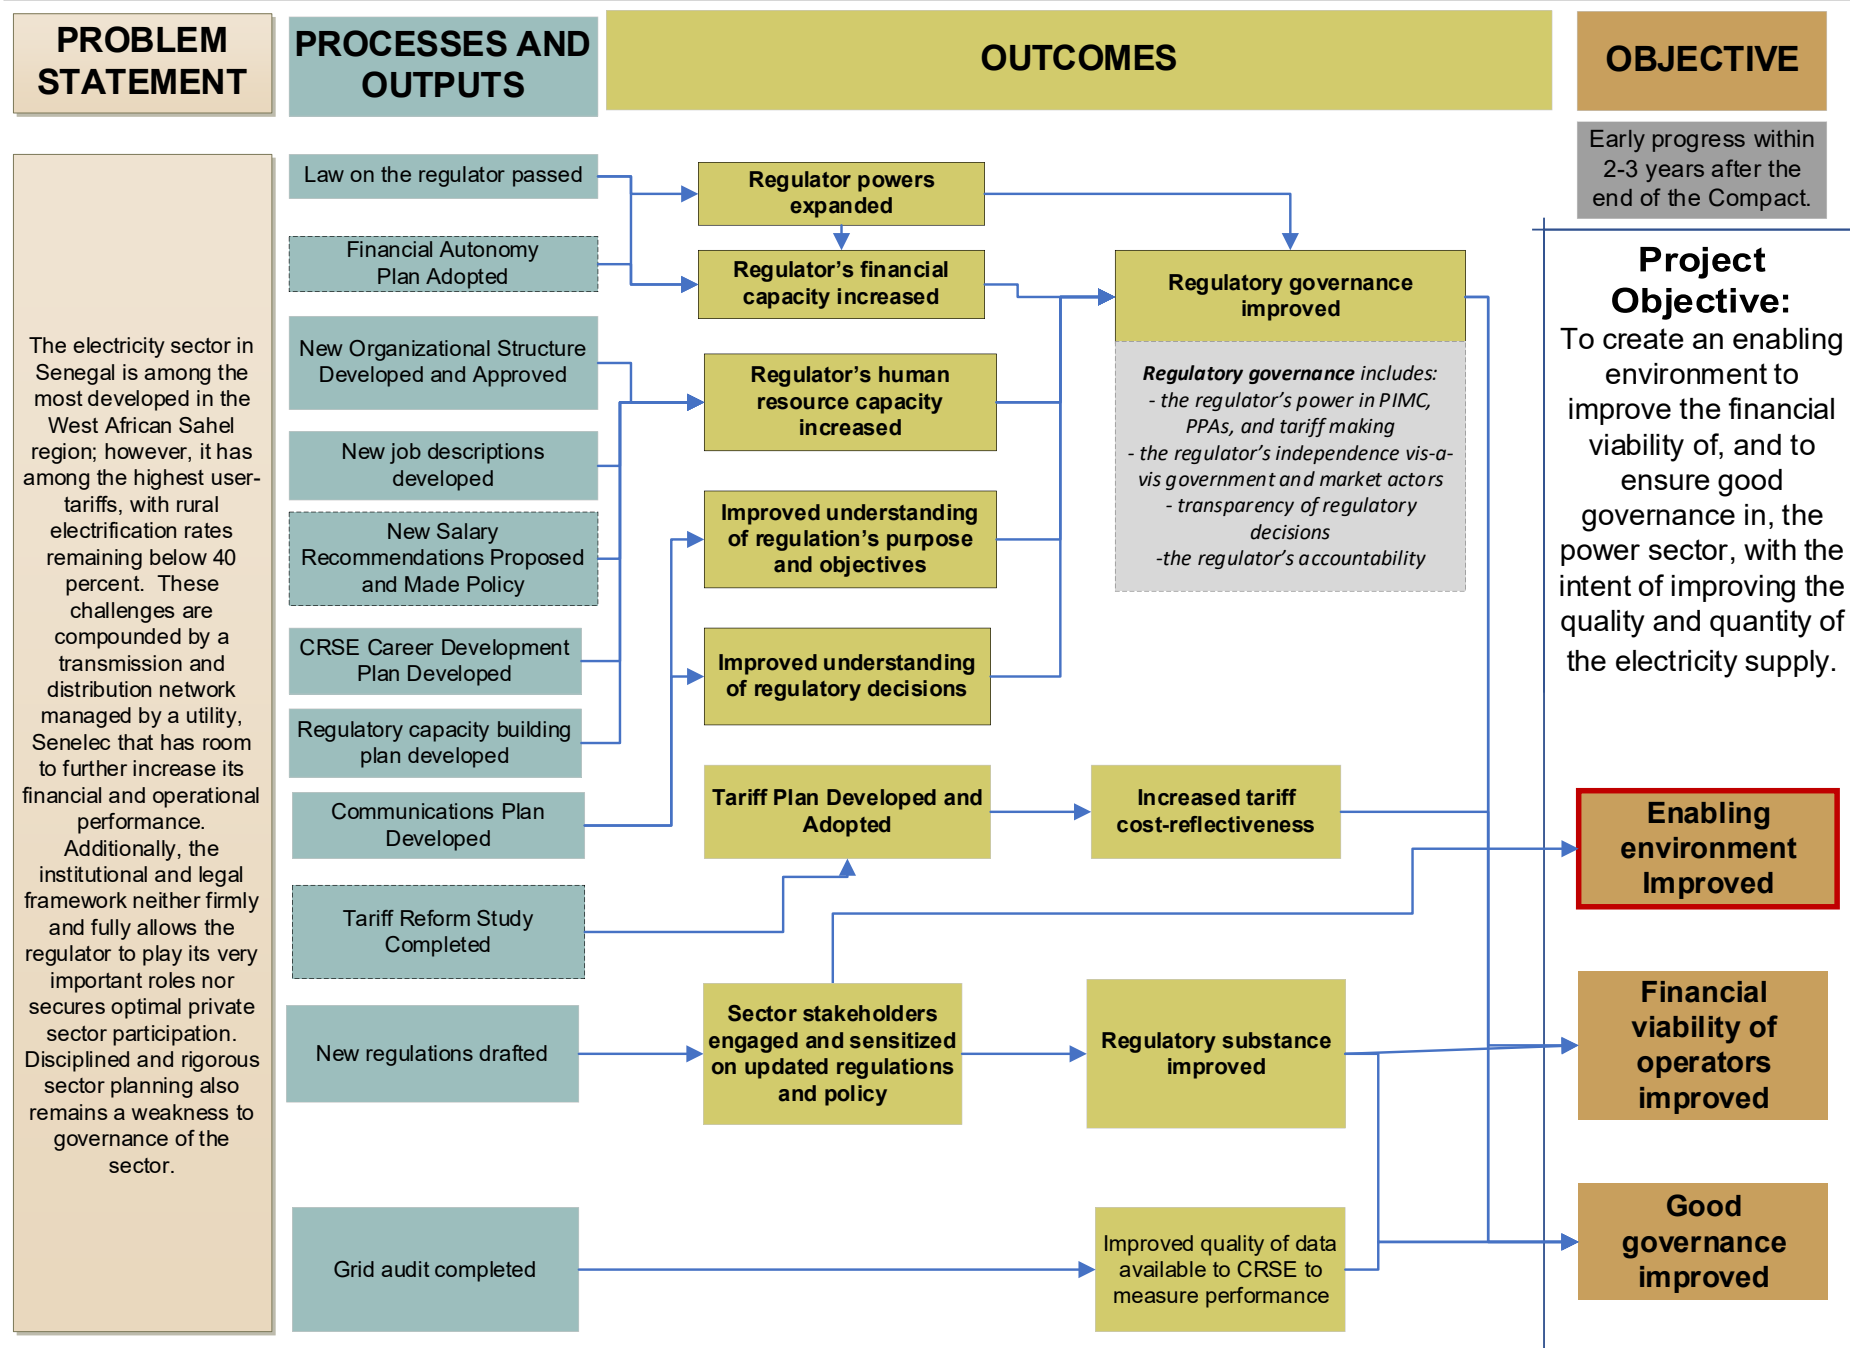 PROBLEM
STATEMENT
PROCESSES AND
OUTPUTS
OUTCOMES
OBJECTIVE
Early progress within
2-3 years after the
end of the Compact.
The electricity sector in
Senegal is among the
most developed in the
West African Sahel
region; however, it has
among the highest user-
tariffs, with rural
electrification rates
remaining below 40
percent. These
challenges are
compounded by a
transmission and
distribution network
managed by a utility,
Senelec that has room
to further increase its
financial and operational
performance.
Additionally, the
institutional and legal
framework neither firmly
and fully allows the
regulator to play its very
important roles nor
secures optimal private
sector participation.
Disciplined and rigorous
sector planning also
remains a weakness to
governance of the
sector.
Law on the regulator passed
Financial Autonomy
Plan Adopted
New Organizational Structure
Developed and Approved
New job descriptions
developed
New Salary
Recommendations Proposed
and Made Policy
CRSE Career Development
Plan Developed
Regulatory capacity building
plan developed
Communications Plan
Developed
Tariff Reform Study
Completed
New regulations drafted
Grid audit completed
Regulator powers
expanded
Regulator's financial
capacity increased
Regulator's human
resource capacity
increased
Improved understanding
of regulation's purpose
and objectives
Improved understanding
of regulatory decisions
Tariff Plan Developed and
Adopted
Sector stakeholders
engaged and sensitized
on updated regulations
and policy
Regulatory governance
improved
Regulatory governance includes:
- the regulator's power in PIMC,
PPAs, and tariff making
- the regulator's independence vis-a-
vis government and market actors
- transparency of regulatory
decisions
-the regulator's accountability
Increased tariff
cost-reflectiveness
Regulatory substance
improved
Improved quality of data
available to CRSE to
measure performance
Project
Objective:
To create an enabling
environment to
improve the financial
viability of, and to
ensure good
governance in, the
power sector, with the
intent of improving the
quality and quantity of
the electricity supply.
Enabling
environment
Improved
Financial
viability of
operators
improved
Good
governance
improved